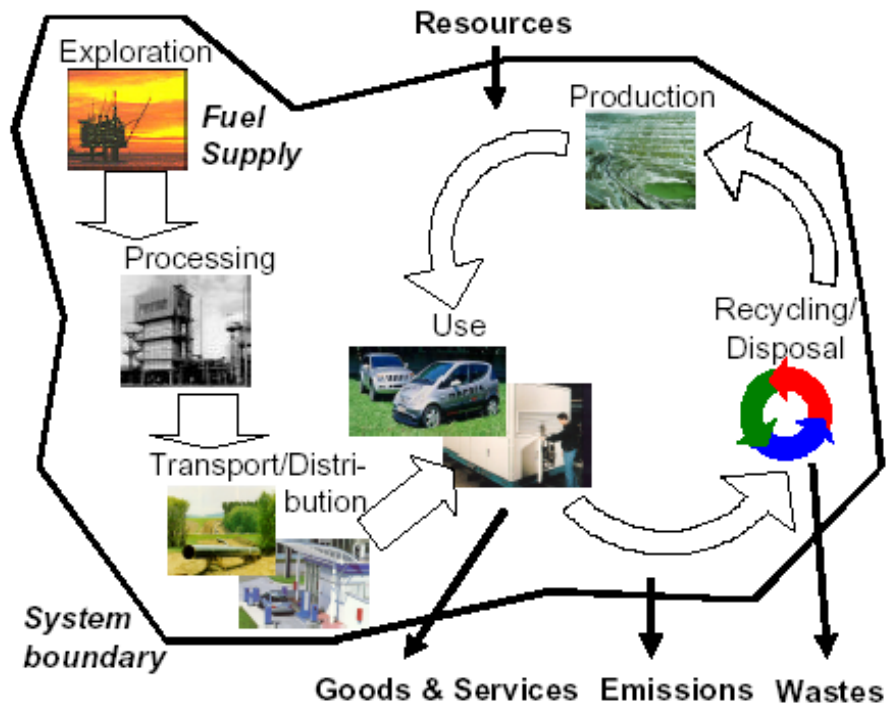 Resources
Exploration
Fuel
Supply
Production
Processing
Use
Recycling/
Disposal
Transport/Distri-
bution
System
boundary
Goods & Services
Emissions
Wastes